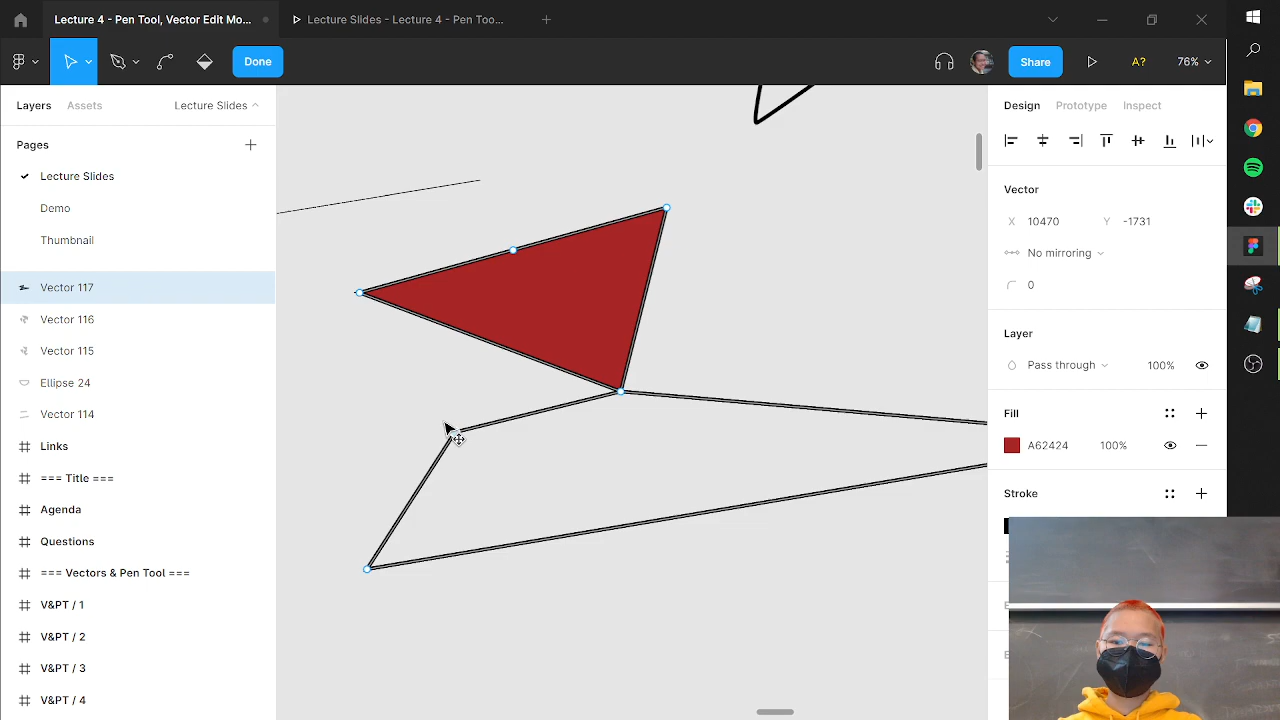 Lecture 4 - Pen Tool, Vector Edit Mo...
Lecture Slides - Lecture 4 - Pen Too...
Done
Share
A?
76%
Layers
Assets
Lecture Slides
Design
Prototype
Inspect
Pages
Lecture Slides
Demo
Thumbnail
Vector 117
Vector 116
Vector 115
Ellipse 24
Vector 114
Links
=== Title ===
Agenda
Questions
=== Vectors & Pen Tool ===
V&PT / 1
V&PT / 2
V&PT / 3
V&PT / 4
Vector
X 10470 Y -1731
No mirroring
0
Layer
Pass through 100%
Fill
A62424 100%
Stroke